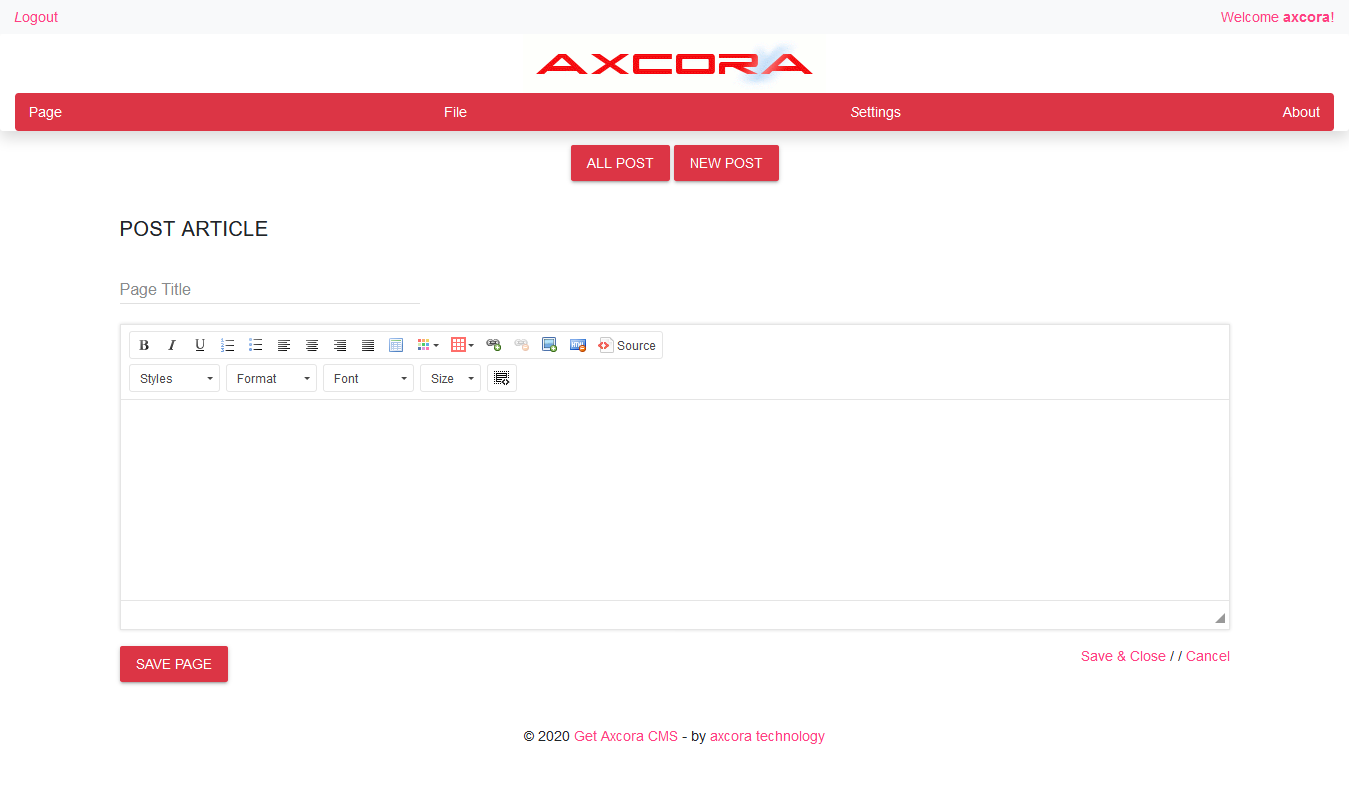 Logout Welcome axcora!
AXCORA
Page File Settings About
ALL POST NEW POST
POST ARTICLE
Page Title
B I U Source
Styles Format Font Size
SAVE PAGE Save & Close / / Cancel
© 2020 Get Axcora CMS - by axcora technology